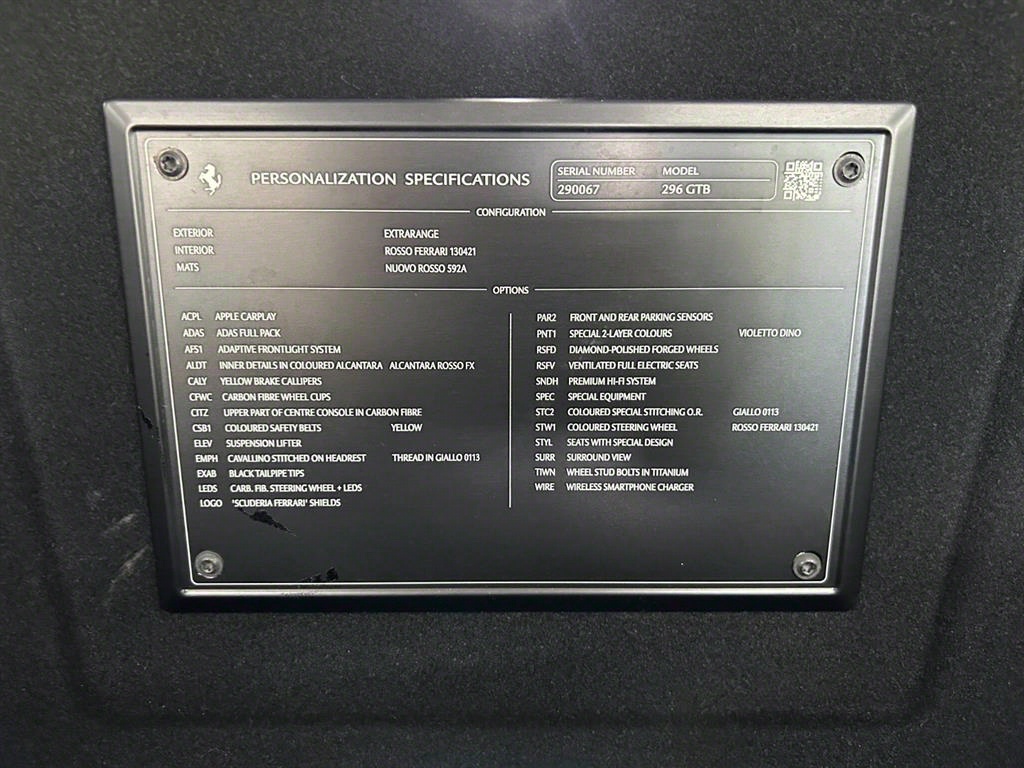 PERSONALIZATION SPECIFICATIONS
SERIAL NUMBER MODEL
290067 296 GTB
CONFIGURATION
EXTERIOR EXTRARANGE
INTERIOR ROSSO FERRARI 130421
MATS NUOVO ROSSO 592A
OPTIONS
ACPL APPLE CARPLAY
ADAS ADAS FULL PACK
AFS1 ADAPTIVE FRONTLIGHT SYSTEM
ALDT INNER DETAILS IN COLOURED ALCANTARA ALCANTARA ROSSO FX
CALY YELLOW BRAKE CALLIPERS
CFWC CARBON FIBRE WHEEL CUPS
CITZ UPPER PART OF CENTRE CONSOLE IN CARBON FIBRE
CSB1 COLOURED SAFETY BELTS YELLOW
ELEV SUSPENSION LIFTER
EMPH CAVALLINO STITCHED ON HEADREST THREAD IN GIALLO 0113
EXAB BLACK TAILPIPE TIPS
LEDS CARB. FIB. STEERING WHEEL + LEDS
LOGO 'SCUDERIA FERRARI' SHIELDS
PAR2 FRONT AND REAR PARKING SENSORS
PNT1 SPECIAL 2-LAYER COLOURS VIOLETTO DINO
RSFD DIAMOND-POLISHED FORGED WHEELS
RSFV VENTILATED FULL ELECTRIC SEATS
SNDH PREMIUM HI-FI SYSTEM
SPEC SPECIAL EQUIPMENT
STC2 COLOURED SPECIAL STITCHING O.R. GIALLO 0113
STW1 COLOURED STEERING WHEEL ROSSO FERRARI 130421
STYL SEATS WITH SPECIAL DESIGN
SURR SURROUND VIEW
TIWN WHEEL STUD BOLTS IN TITANIUM
WIRE WIRELESS SMARTPHONE CHARGER